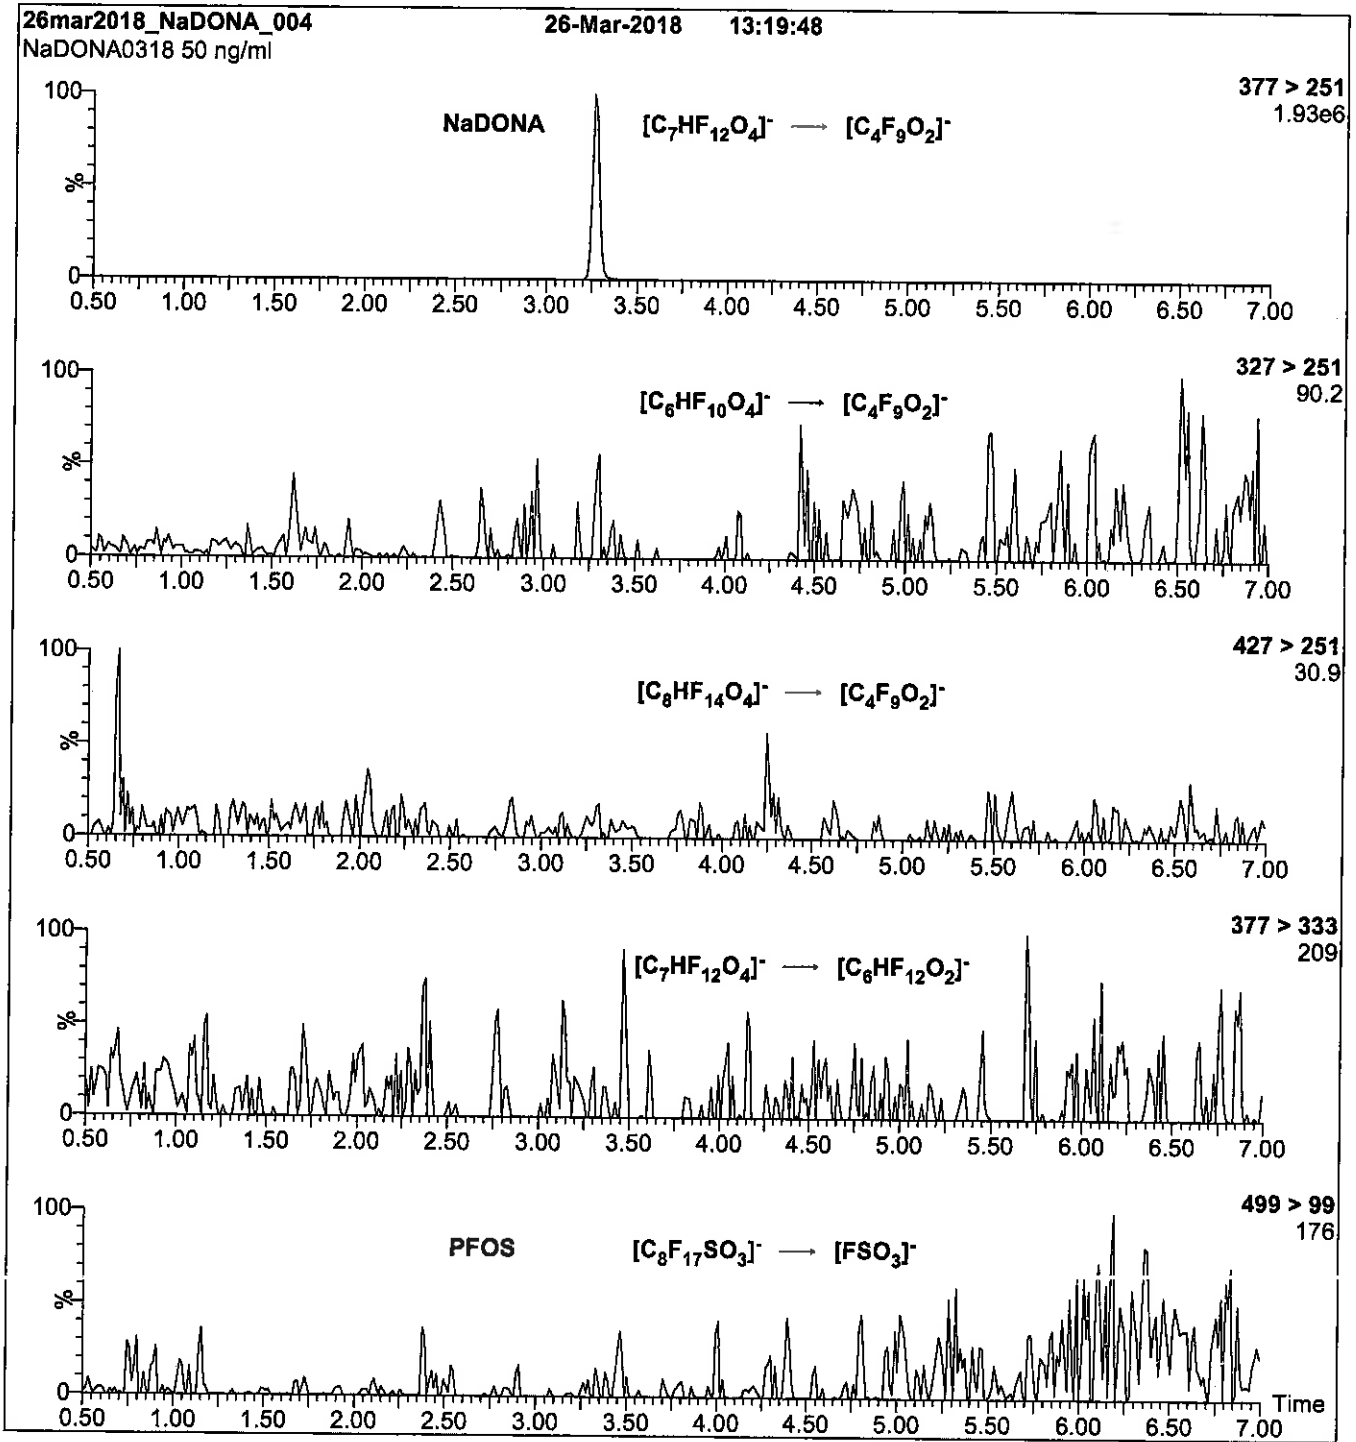 26mar2018_NaDONA_004 26-Mar-2018 13:19:48
NaDONA0318 50 ng/ml
377 > 251
1.93e6
100
NaDONA [C₇HF₁₂O₄]⁻ → [C₄F₉O₂]⁻
%
0
0.50 1.00 1.50 2.00 2.50 3.00 3.50 4.00 4.50 5.00 5.50 6.00 6.50 7.00
327 > 251
90.2
100
[C₆HF₁₀O₄]⁻ → [C₄F₉O₂]⁻
%
0
0.50 1.00 1.50 2.00 2.50 3.00 3.50 4.00 4.50 5.00 5.50 6.00 6.50 7.00
427 > 251
30.9
100
[C₈HF₁₄O₄]⁻ → [C₄F₉O₂]⁻
%
0
0.50 1.00 1.50 2.00 2.50 3.00 3.50 4.00 4.50 5.00 5.50 6.00 6.50 7.00
377 > 333
209
100
[C₇HF₁₂O₄]⁻ → [C₆HF₁₂O₂]⁻
%
0
0.50 1.00 1.50 2.00 2.50 3.00 3.50 4.00 4.50 5.00 5.50 6.00 6.50 7.00
499 > 99
176
100
PFOS [C₈F₁₇SO₃]⁻ → [FSO₃]⁻
%
0
Time
0.50 1.00 1.50 2.00 2.50 3.00 3.50 4.00 4.50 5.00 5.50 6.00 6.50 7.00